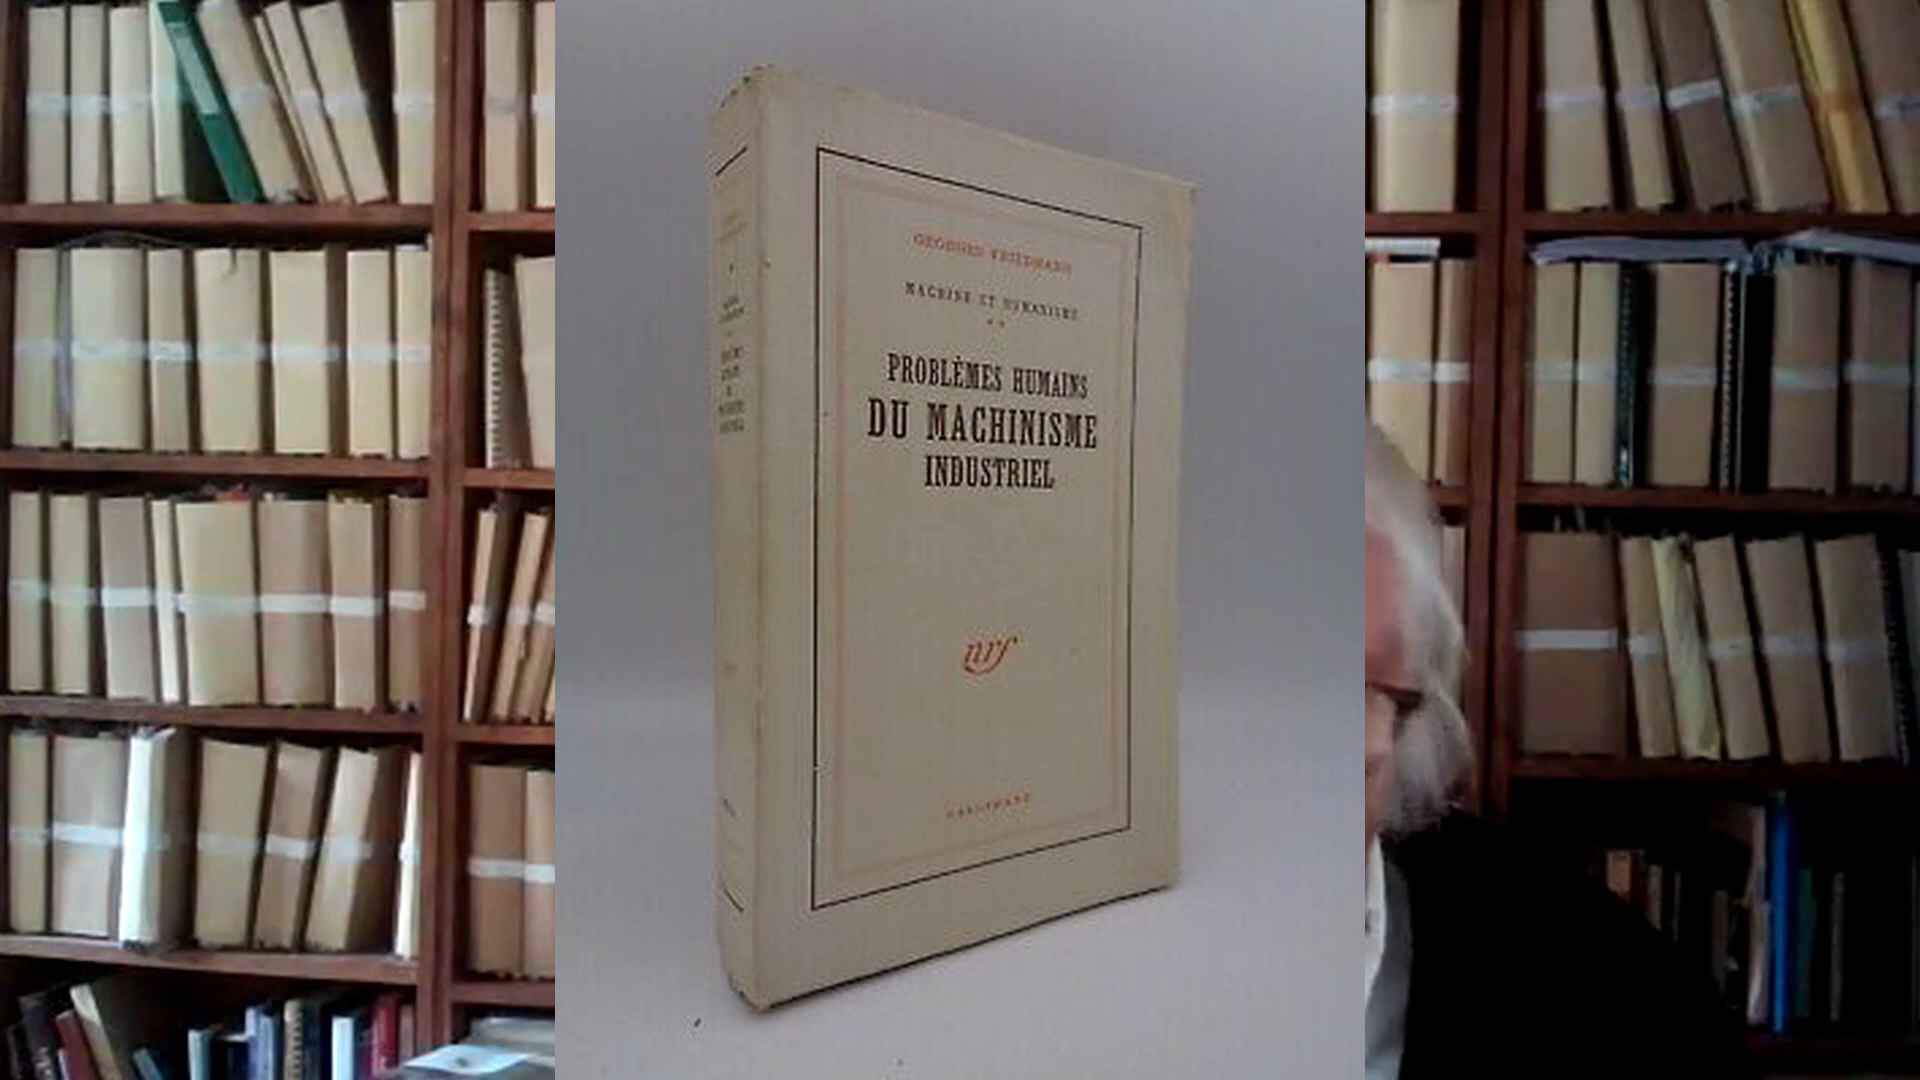 GEORGES FRIEDMANN
MACHINE ET HUMANISME
**
PROBLÈMES HUMAINS
DU MACHINISME
INDUSTRIEL
nrf
GALLIMARD